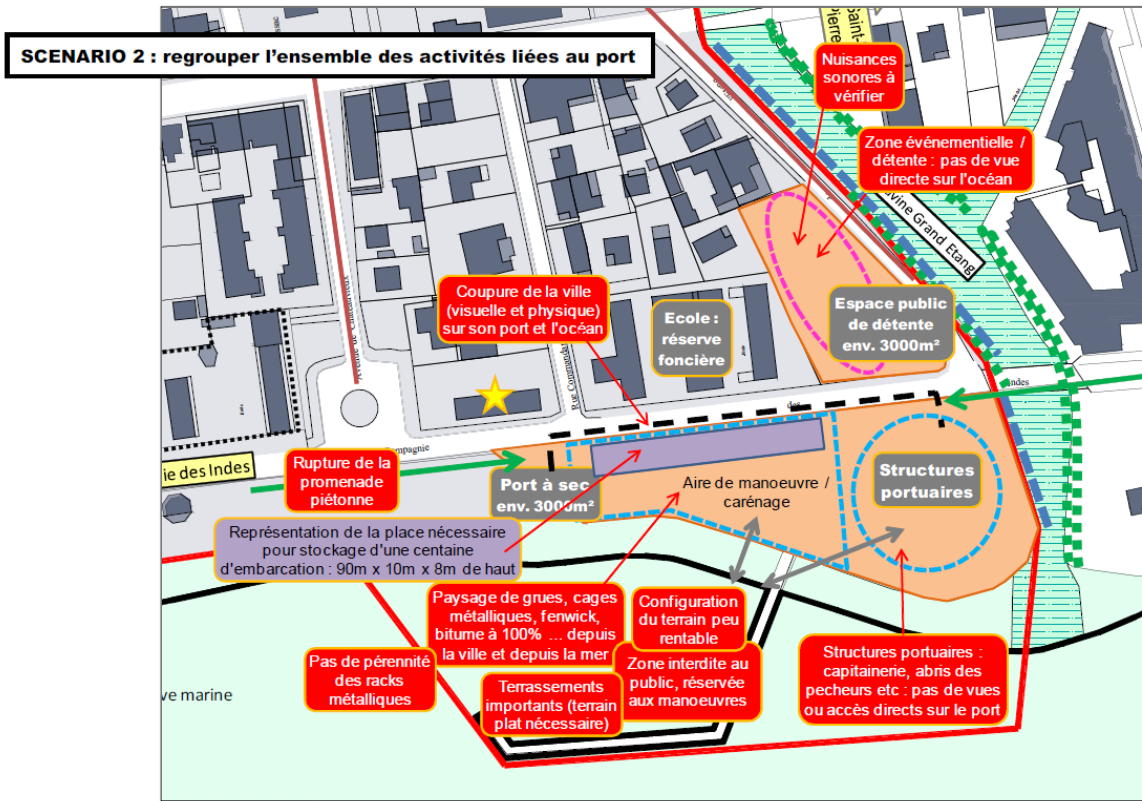 SCENARIO 2 : regrouper l'ensemble des activités liées au port
Saint-
Pierre
Nuisances
sonores à
vérifier
Zone événementielle /
détente : pas de vue
directe sur l'océan
Ravine Grand Etang
Coupure de la ville
(visuelle et physique)
sur son port et l'océan
Ecole :
réserve
foncière
Espace public
de détente
env. 3000m²
Rue Commandant
des
Indes
Compagnie
ie des Indes
Rupture de la
promenade
piétonne
Port à sec
env. 3000m²
Aire de manoeuvre /
carénage
Structures
portuaires
Représentation de la place nécessaire
pour stockage d'une centaine
d'embarcation : 90m x 10m x 8m de haut
Paysage de grues, cages
métalliques, fenwick,
bitume à 100% ... depuis
la ville et depuis la mer
Configuration
du terrain peu
rentable
Pas de pérennité
des racks
métalliques
Zone interdite au
public, réservée
aux manoeuvres
Terrassements
importants (terrain
plat nécessaire)
Structures portuaires :
capitainerie, abris des
pecheurs etc : pas de vues
ou accès directs sur le port
ve marine